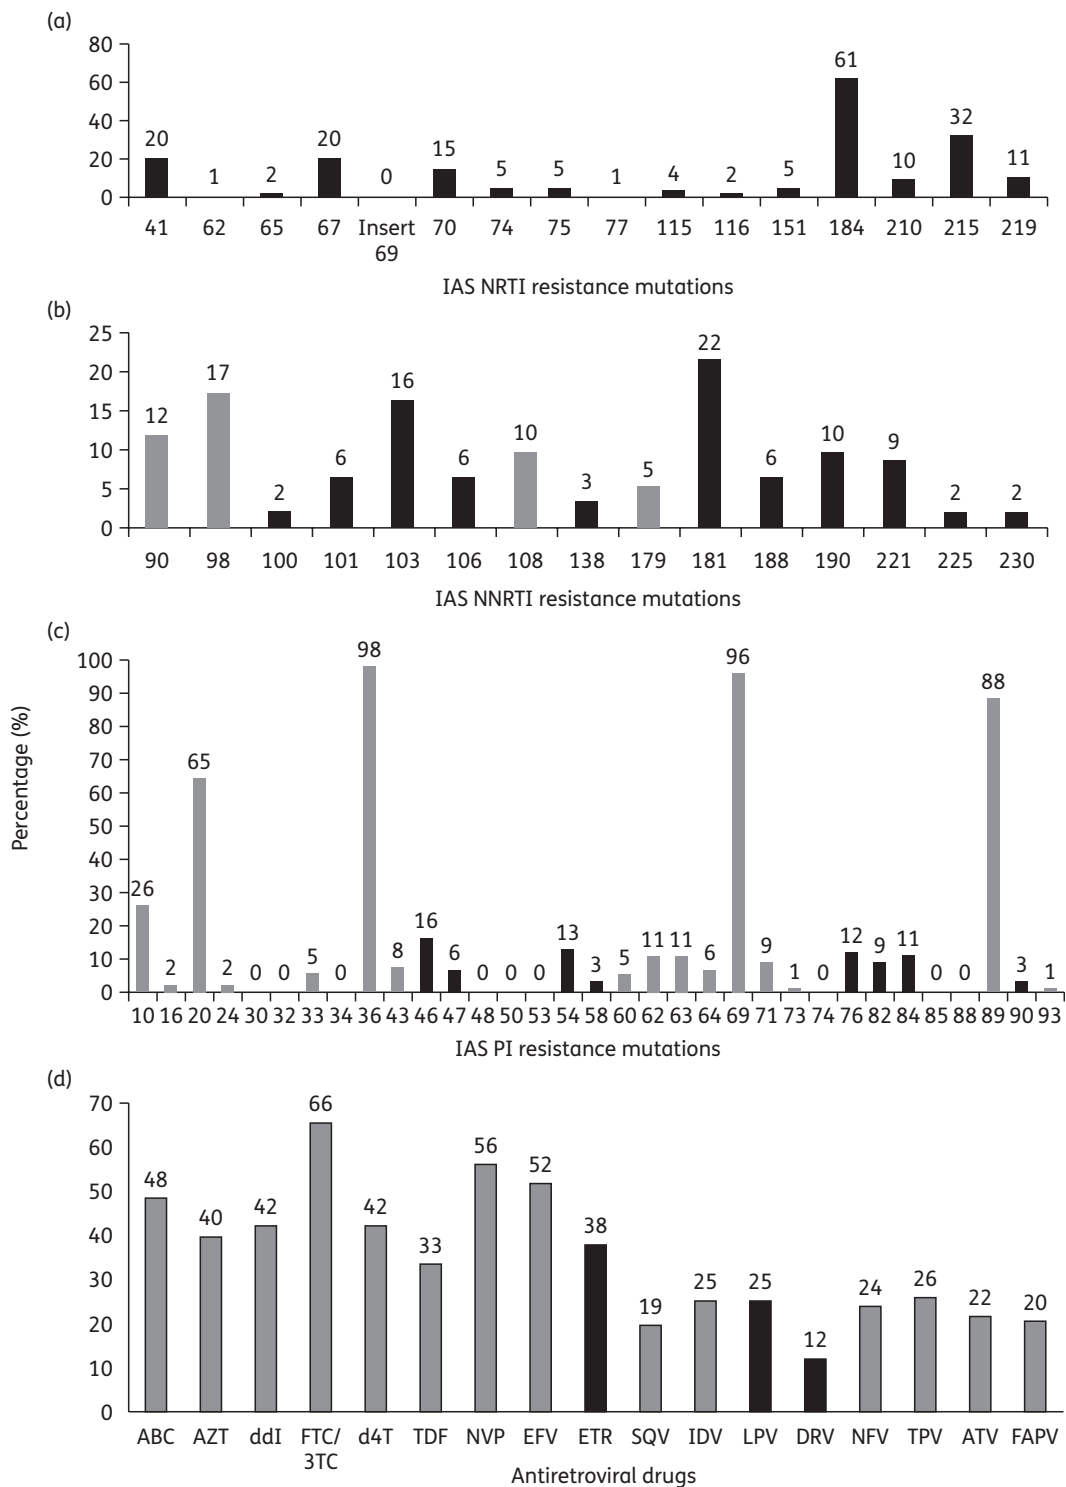 (a)
80
60
40
20
0
20 1 2 20 0 15 5 5 1 4 2 5 61 10 32 11
41 62 65 67 Insert 69 70 74 75 77 115 116 151 184 210 215 219
IAS NRTI resistance mutations
(b)
25
20
15
10
5
0
12 17 2 6 16 6 10 3 5 22 6 10 9 2 2
90 98 100 101 103 106 108 138 179 181 188 190 221 225 230
IAS NNRTI resistance mutations
(c)
Percentage (%)
100
90
80
70
60
50
40
30
20
10
0
26 2 65 2 0 0 5 0 98 8 16 6 0 0 0 13 3 5 11 11 6 96 9 1 0 12 9 11 0 0 88 3 1
10 16 20 24 30 32 33 34 36 43 46 47 48 50 53 54 58 60 62 63 64 69 71 73 74 76 82 84 85 88 89 90 93
IAS PI resistance mutations
(d)
70
60
50
40
30
20
10
0
48 40 42 66 42 33 56 52 38 19 25 25 12 24 26 22 20
ABC AZT ddI FTC/ 3TC d4T TDF NVP EFV ETR SQV IDV LPV DRV NFV TPV ATV FAPV
Antiretroviral drugs